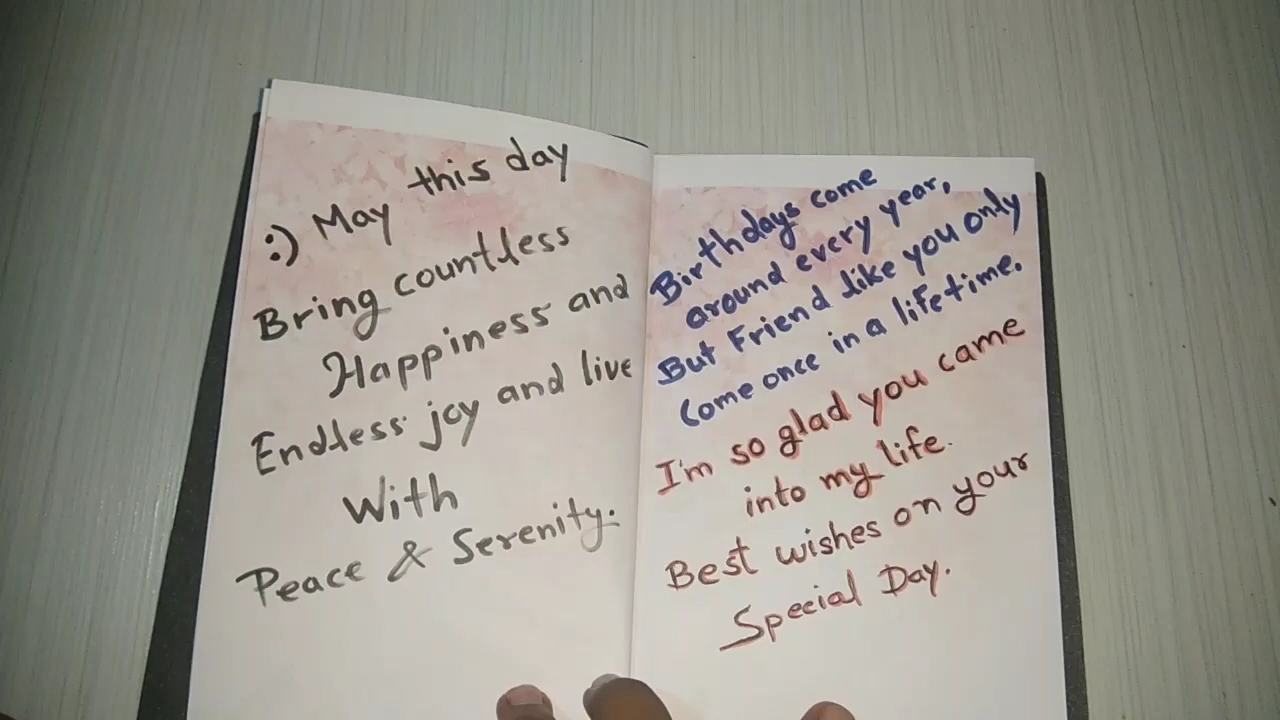 :) May this day
Bring countless
Happiness and
Endless joy and live
With
Peace & Serenity.
Birthdays come
around every year,
But Friend like you only
Come once in a lifetime.
I'm so glad you came
into my life.
Best wishes on your
Special Day.